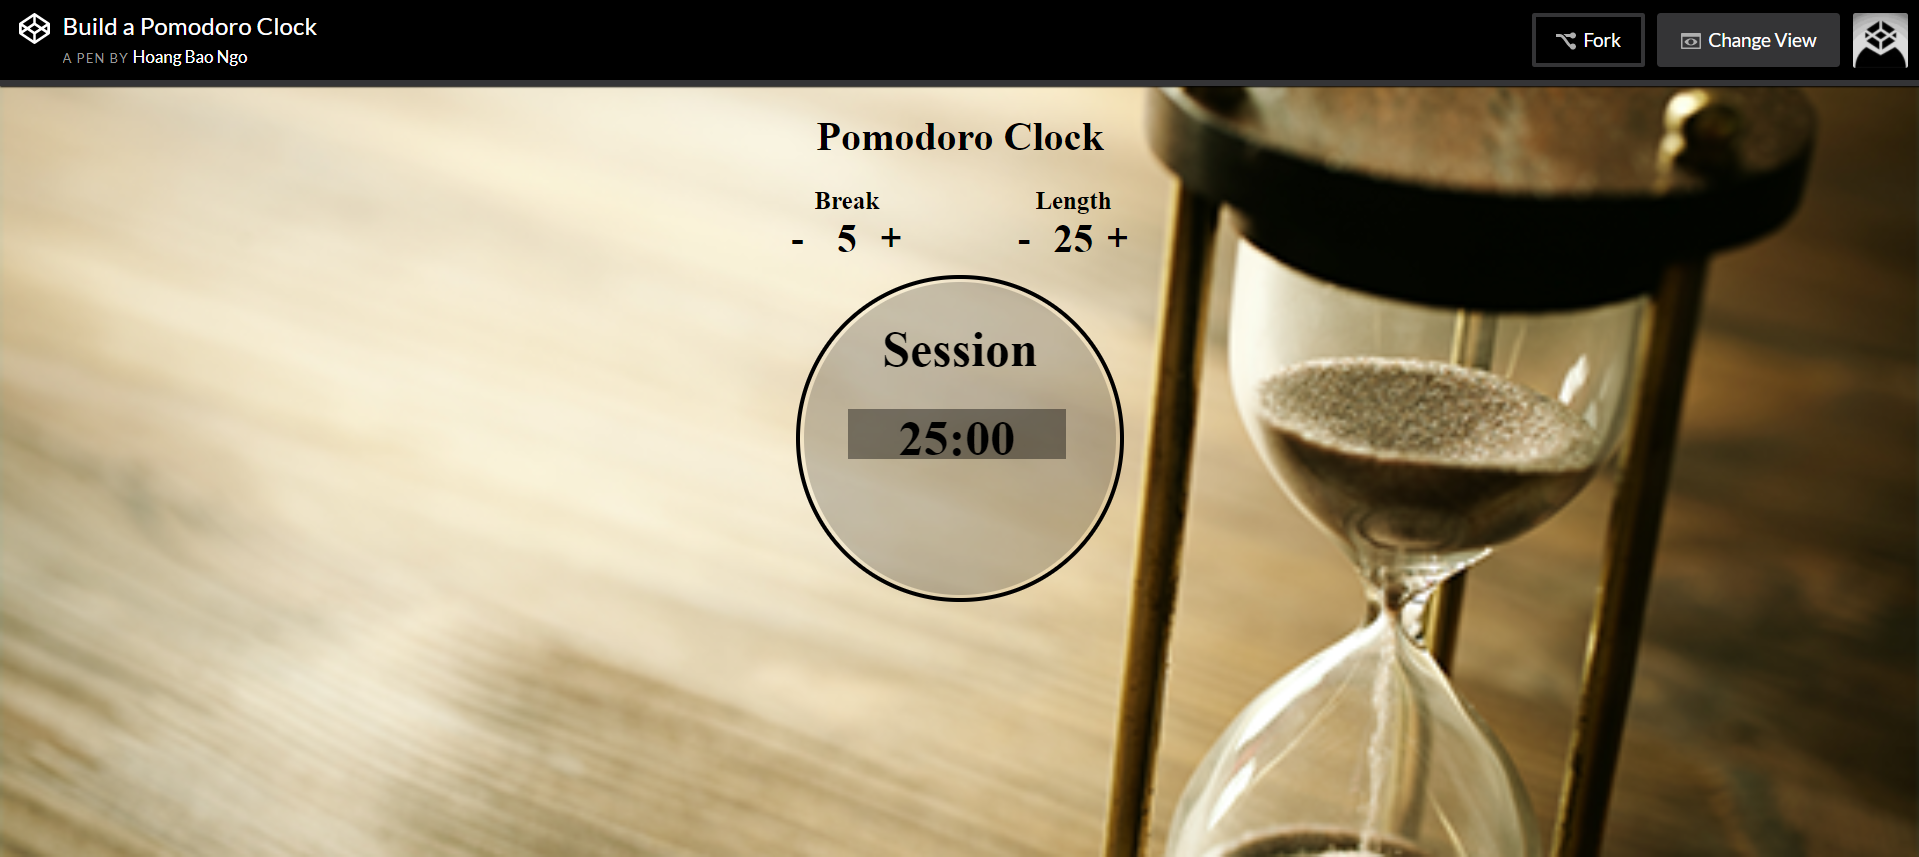 Build a Pomodoro Clock
A PEN BY Hoang Bao Ngo
Fork
Change View
Pomodoro Clock
Break Length
- 5 + - 25 +
Session
25:00